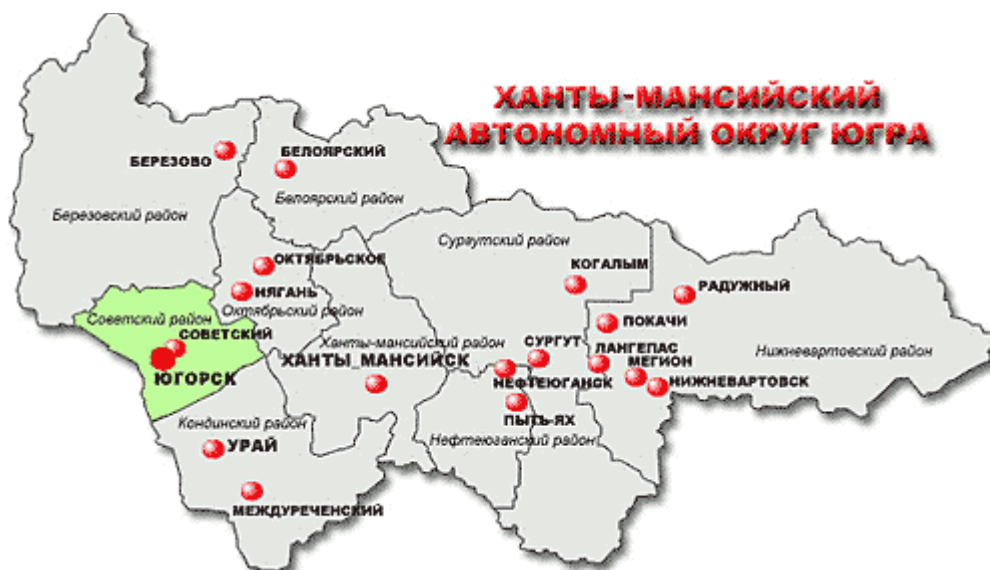 ХАНТЫ-МАНСИЙСКИЙ
АВТОНОМНЫЙ ОКРУГ ЮГРА
БЕРЕЗОВО
БЕЛОЯРСКИЙ
Белоярский район
Березовский район
Сургутский район
ОКТЯБРЬСКОЕ
КОГАЛЫМ
НЯГАНЬ
РАДУЖНЫЙ
Октябрьский район
Советский район
ПОКАЧИ
СОВЕТСКИЙ
Ханты-мансийский район
СУРГУТ
Нижневартовский район
ХАНТЫ_МАНСИЙСК
ЛАНГЕПАС
МЕГИОН
ЮГОРСК
НЕФТЕЮГАНСК
НИЖНЕВАРТОВСК
ПЫТЬ-ЯХ
Кондинский район
Нефтеюганский район
УРАЙ
МЕЖДУРЕЧЕНСКИЙ